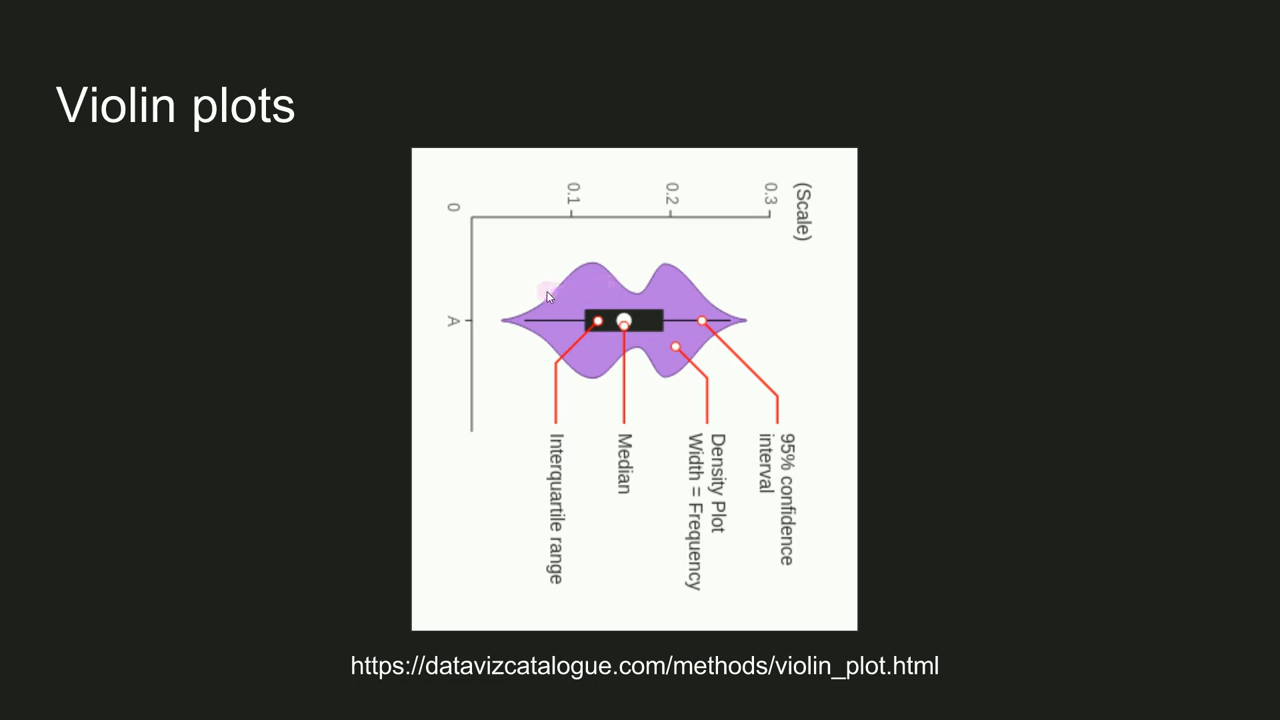 Violin plots
(Scale)
0.3
0.2
0.1
0
A
95% confidence
interval
Density Plot
Width = Frequency
Median
Interquartile range
https://datavizcatalogue.com/methods/violin_plot.html